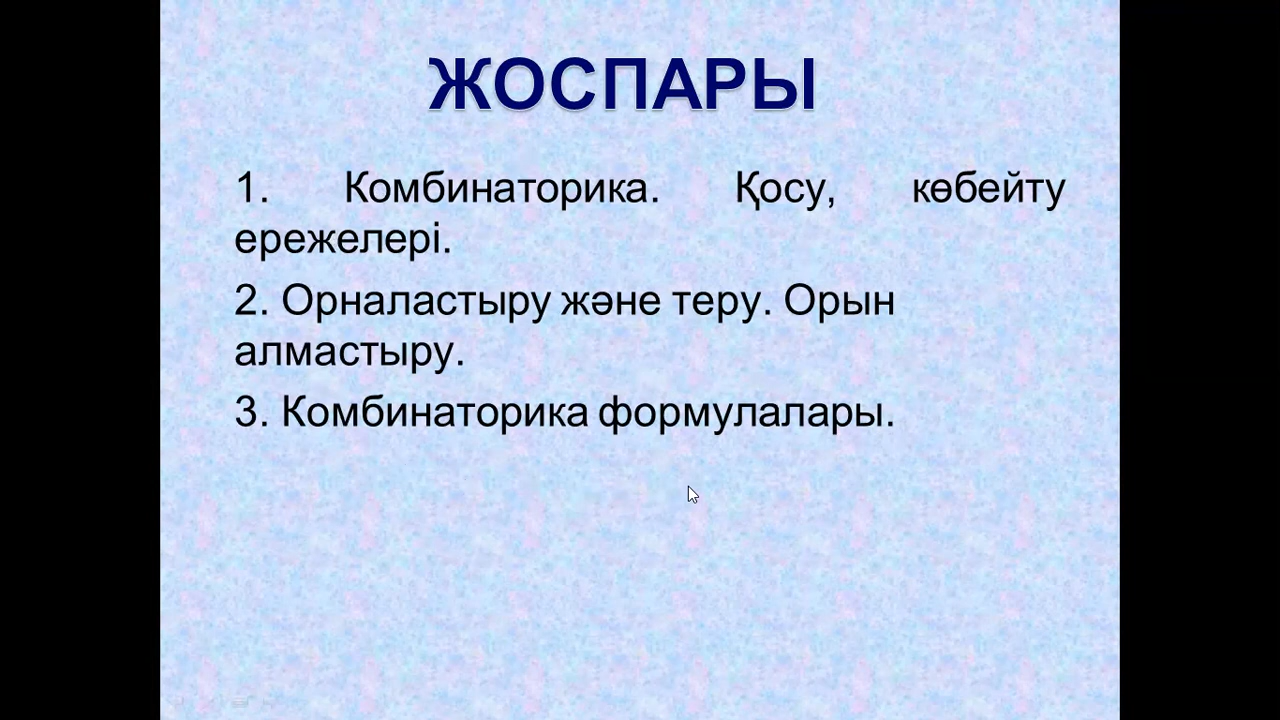 ЖОСПАРЫ
1. Комбинаторика. Қосу, көбейту
ережелері.
2. Орналастыру және теру. Орын
алмастыру.
3. Комбинаторика формулалары.